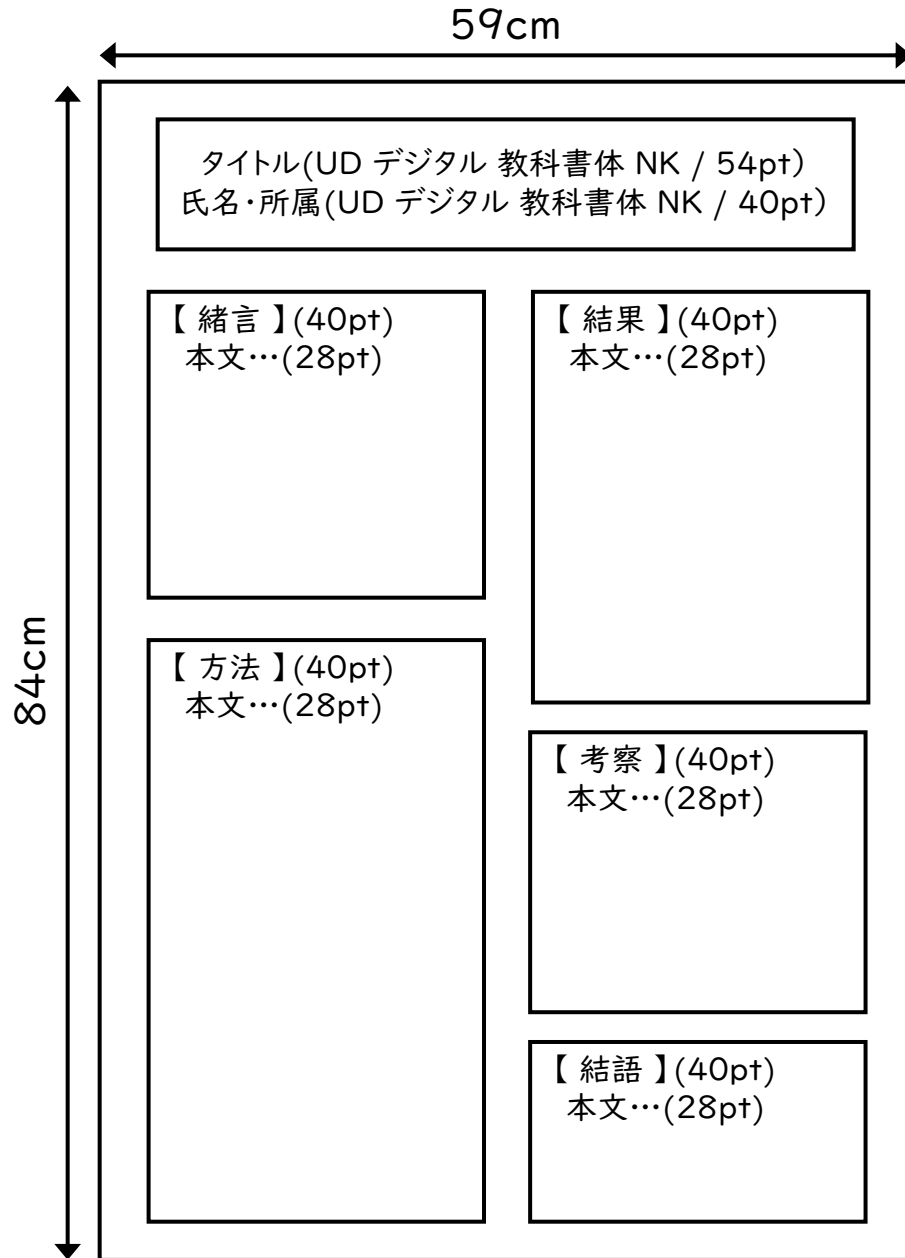 59cm
84cm
タイトル(UD デジタル 教科書体 NK / 54pt)
氏名・所属(UD デジタル 教科書体 NK / 40pt)
【 緒言 】(40pt)
本文…(28pt)
【 方法 】(40pt)
本文…(28pt)
【 結果 】(40pt)
本文…(28pt)
【 考察 】(40pt)
本文…(28pt)
【 結語 】(40pt)
本文…(28pt)